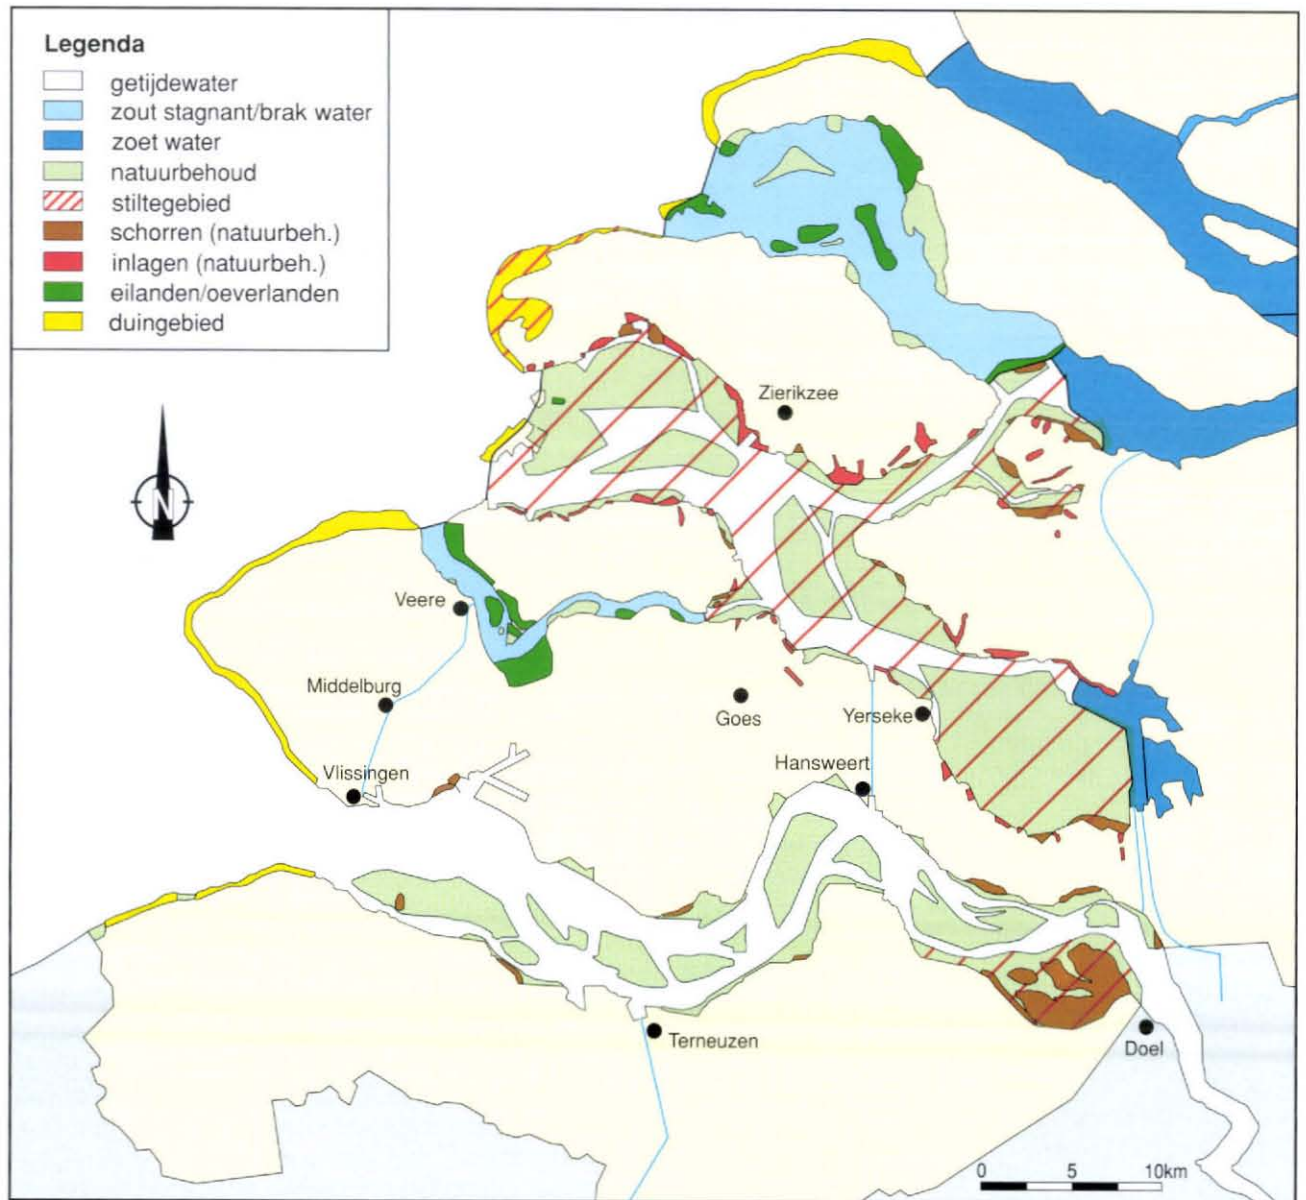 Legenda
getijdewater
zout stagnant/brak water
zoet water
natuurbehoud
stiltegebied
schorren (natuurbeh.)
inlagen (natuurbeh.)
eilanden/oeverlanden
duingebied
Zierikzee
N
Veere
Middelburg
Goes
Yerseke
Hansweert
Vlissingen
Terneuzen
Doel
0 5 10km